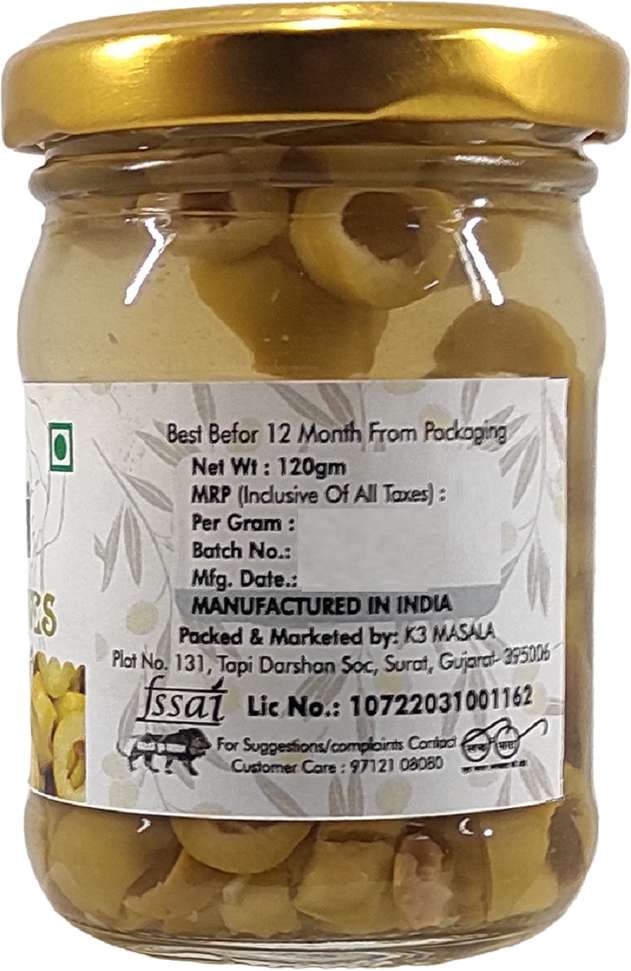 Best Befor 12 Month From Packaging
Net Wt : 120gm
MRP (Inclusive Of All Taxes) :
Per Gram :
Batch No.:
Mfg. Date.:
MANUFACTURED IN INDIA
ES
Packed & Marketed by: K3 MASALA
Plot No. 131, Tapi Darshan Soc, Surat, Gujarat- 395006
fssai Lic No.: 10722031001162
For Suggestions/complaints Contact
Customer Care : 97121 08080